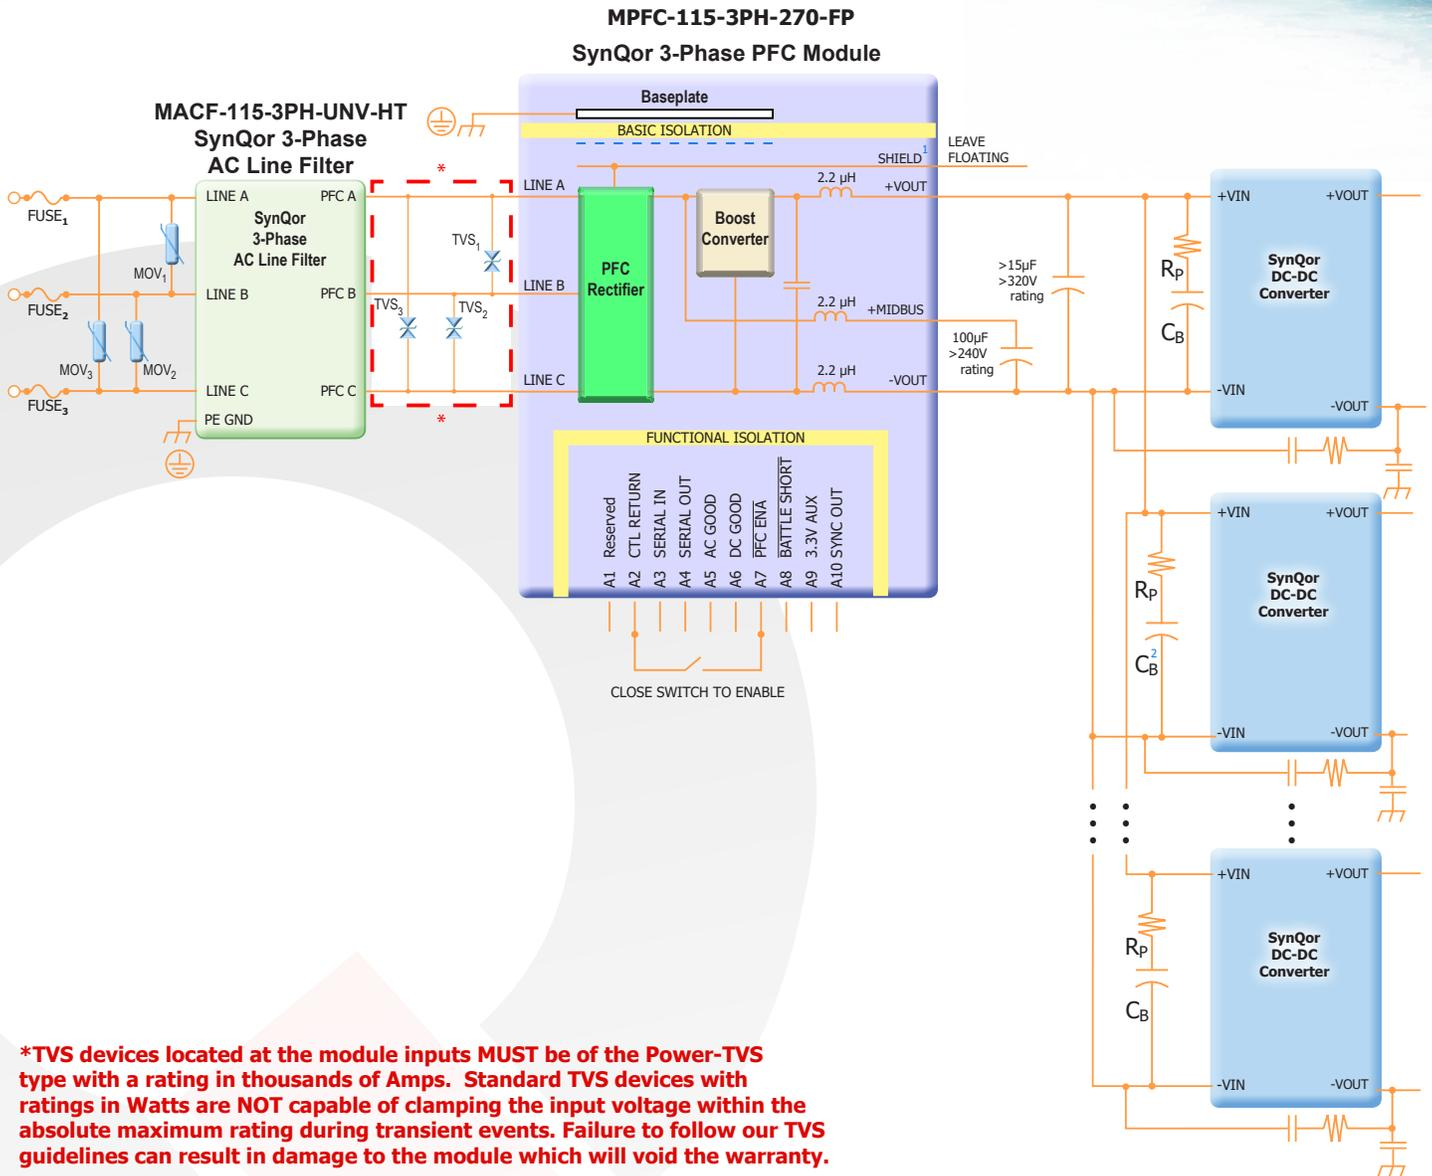 MPFC-115-3PH-270-FP
SynQor 3-Phase PFC Module
MACF-115-3PH-UNV-HT
SynQor 3-Phase
AC Line Filter
FUSE1
FUSE2
FUSE3
MOV1
MOV3
MOV2
LINE A
PFC A
SynQor
3-Phase
AC Line Filter
LINE B
PFC B
LINE C
PFC C
PE GND
*
TVS1
TVS3
TVS2
*
Baseplate
BASIC ISOLATION
SHIELD1
LEAVE
FLOATING
LINE A
LINE B
LINE C
PFC
Rectifier
Boost
Converter
2.2 µH
+VOUT
2.2 µH
+MIDBUS
2.2 µH
-VOUT
FUNCTIONAL ISOLATION
A1 Reserved
A2 CTL RETURN
A3 SERIAL IN
A4 SERIAL OUT
A5 AC GOOD
A6 DC GOOD
A7 PFC ENA
A8 BATTLE SHORT
A9 3.3V AUX
A10 SYNC OUT
CLOSE SWITCH TO ENABLE
>15µF
>320V
rating
100µF
>240V
rating
RP
CB
+VIN
+VOUT
SynQor
DC-DC
Converter
-VIN
-VOUT
RP
CB2
+VIN
+VOUT
SynQor
DC-DC
Converter
-VIN
-VOUT
RP
CB
+VIN
+VOUT
SynQor
DC-DC
Converter
-VIN
-VOUT
*TVS devices located at the module inputs MUST be of the Power-TVS
type with a rating in thousands of Amps. Standard TVS devices with
ratings in Watts are NOT capable of clamping the input voltage within the
absolute maximum rating during transient events. Failure to follow our TVS
guidelines can result in damage to the module which will void the warranty.